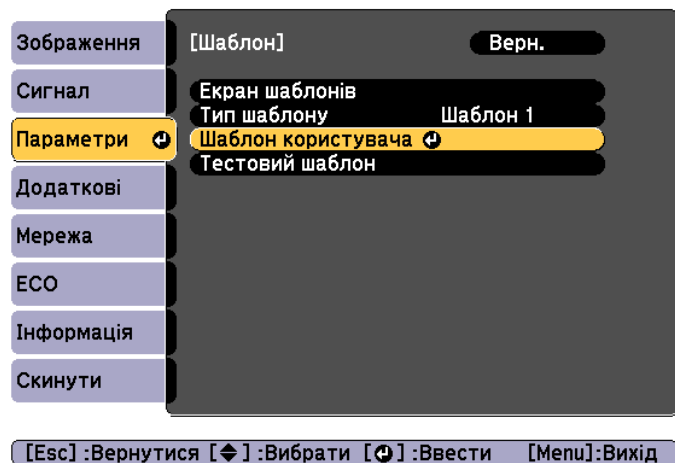 Зображення
Сигнал
Параметри
Додаткові
Мережа
ECO
Інформація
Скинути
[Шаблон] Верн.
Екран шаблонів
Тип шаблону Шаблон 1
Шаблон користувача
Тестовий шаблон
[Esc] :Вернутися [◆] :Вибрати [⏎] :Ввести [Menu]:Вихід